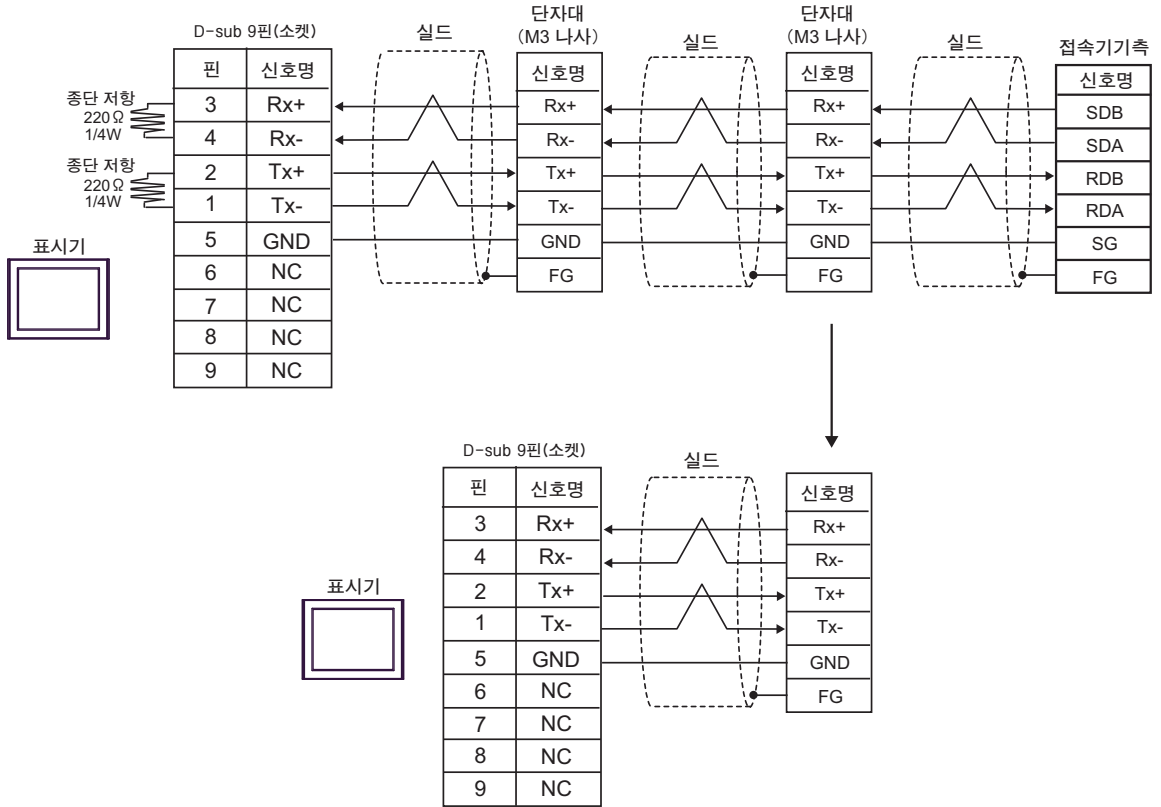 D-sub 9핀(소켓)
핀 신호명
3 Rx+
4 Rx-
2 Tx+
1 Tx-
5 GND
6 NC
7 NC
8 NC
9 NC
종단 저항
220Ω
1/4W
종단 저항
220Ω
1/4W
표시기
실드
단자대
(M3 나사)
신호명
Rx+
Rx-
Tx+
Tx-
GND
FG
실드
단자대
(M3 나사)
신호명
Rx+
Rx-
Tx+
Tx-
GND
FG
실드
접속기기측
신호명
SDB
SDA
RDB
RDA
SG
FG
D-sub 9핀(소켓)
핀 신호명
3 Rx+
4 Rx-
2 Tx+
1 Tx-
5 GND
6 NC
7 NC
8 NC
9 NC
표시기
실드
신호명
Rx+
Rx-
Tx+
Tx-
GND
FG